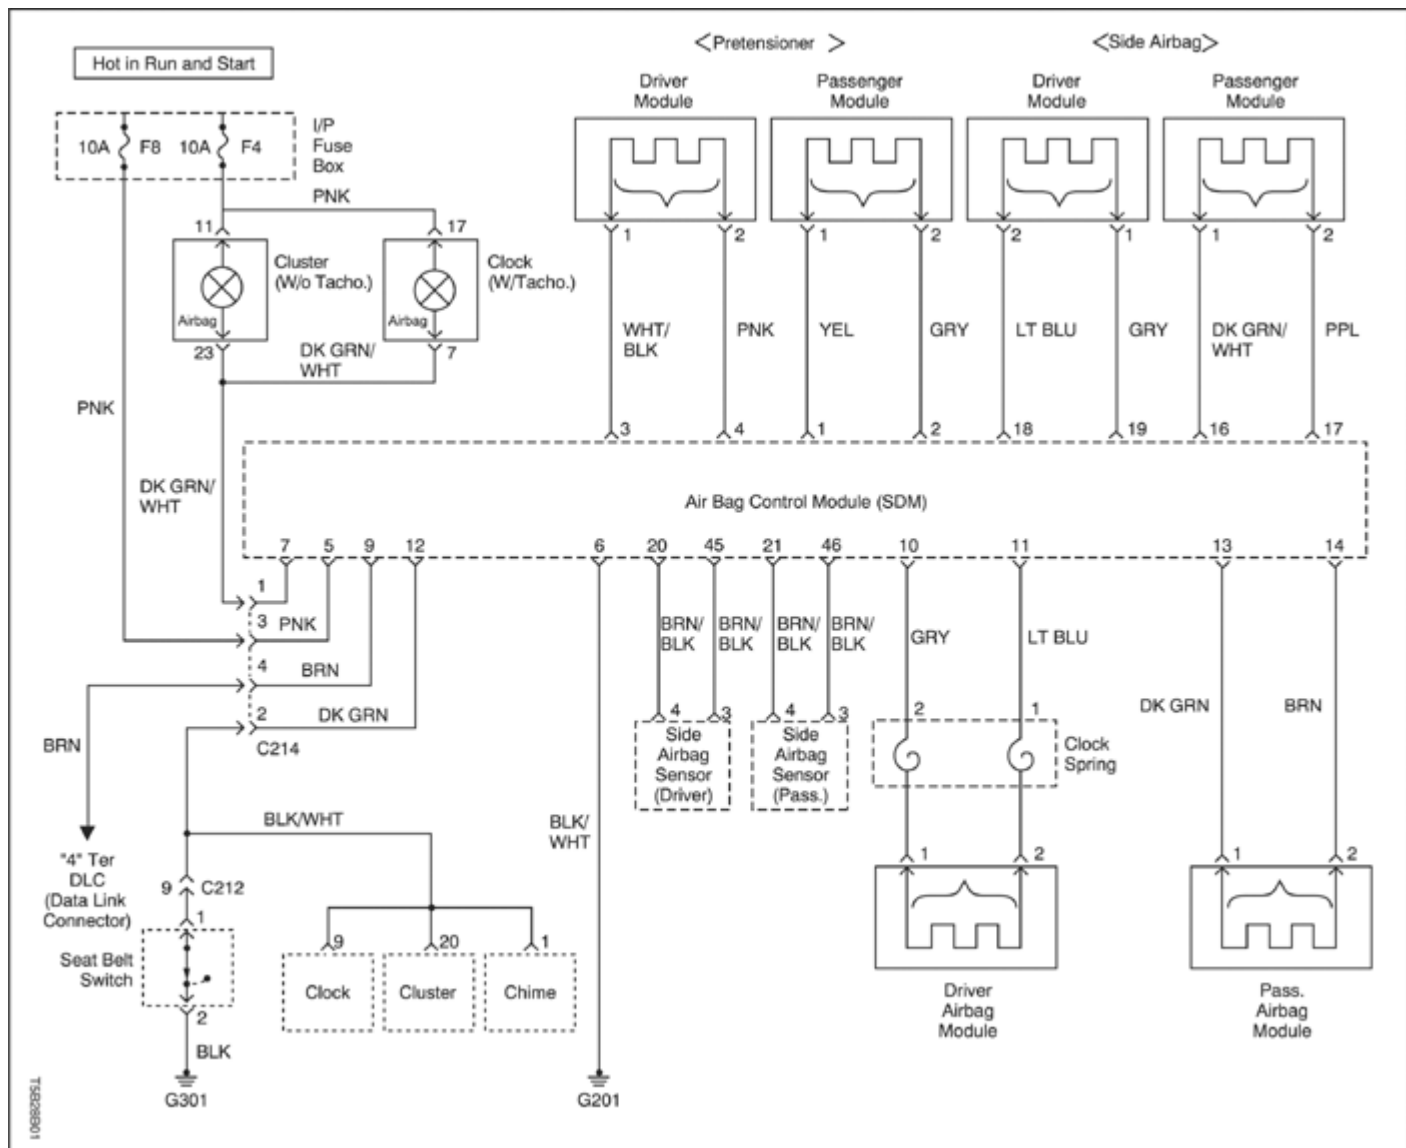 <Pretensioner >
<Side Airbag>
Hot in Run and Start
Driver
Module
Passenger
Module
Driver
Module
Passenger
Module
10A F8 10A F4
I/P
Fuse
Box
PNK
11
17
1 2 1 2 2 1 1 2
Cluster
(W/o Tacho.)
Airbag
Clock
(W/Tacho.)
Airbag
23
7
DK GRN/
WHT
WHT/
BLK
PNK
YEL
GRY
LT BLU
GRY
DK GRN/
WHT
PPL
PNK
3 4 1 2 18 19 16 17
DK GRN/
WHT
Air Bag Control Module (SDM)
7 5 9 12 6 20 45 21 46 10 11 13 14
1
3
PNK
4
BRN
2
DK GRN
C214
BRN
BRN/
BLK
BRN/
BLK
BRN/
BLK
BRN/
BLK
GRY
LT BLU
DK GRN
BRN
4 3 4 3 2 1
Side
Airbag
Sensor
(Driver)
Side
Airbag
Sensor
(Pass.)
Clock
Spring
BLK/WHT
BLK/
WHT
"4" Ter
DLC
(Data Link
Connector)
9 C212
1
1 2 1 2
Seat Belt
Switch
2
9 20 1
Clock
Cluster
Chime
Driver
Airbag
Module
Pass.
Airbag
Module
BLK
G301
G201
T5B28B01